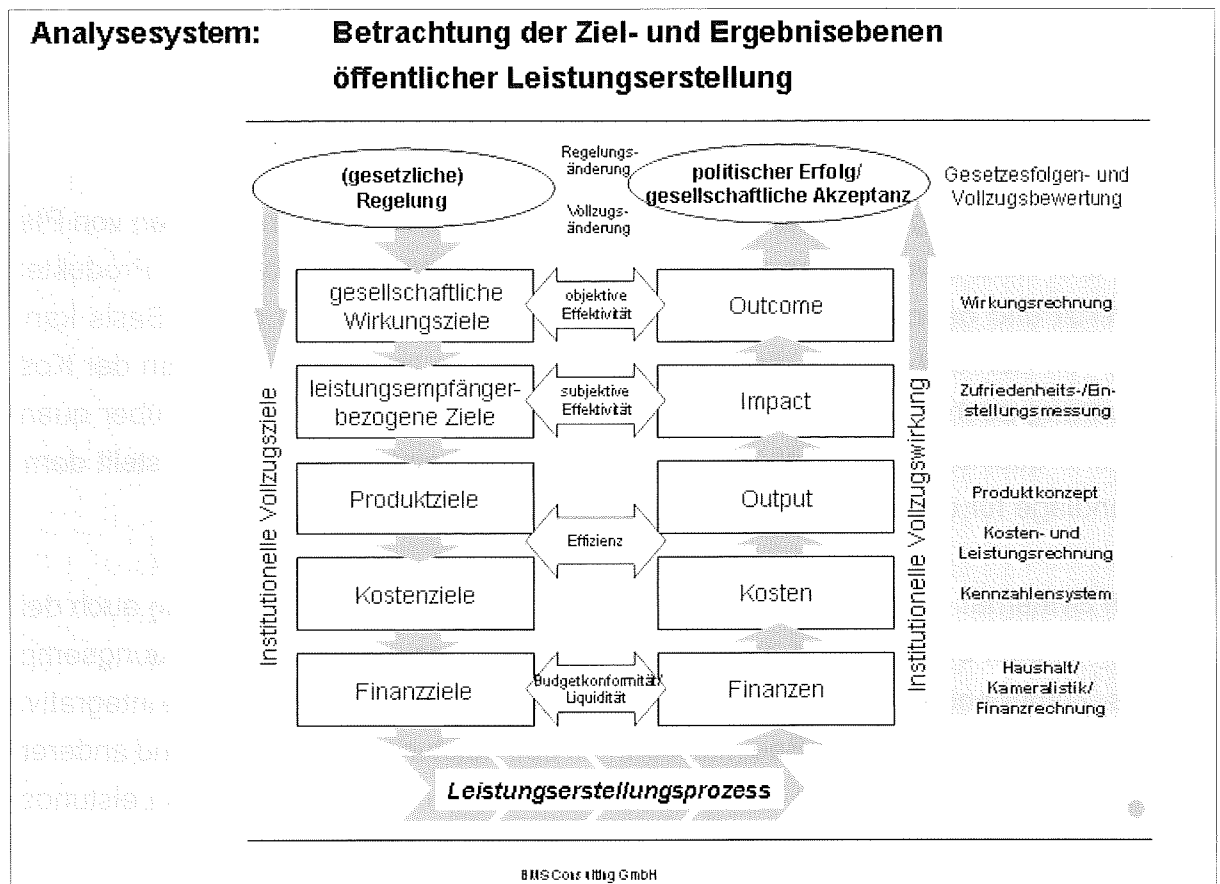 Analysesystem: Betrachtung der Ziel- und Ergebnisebenen
öffentlicher Leistungserstellung
(gesetzliche)
Regelung
Regelungs-
änderung
Vollzugs-
änderung
politischer Erfolg/
gesellschaftliche Akzeptanz
Gesetzesfolgen- und
Vollzugsbewertung
Institutionelle Vollzugsziele
gesellschaftliche
Wirkungsziele
objektive
Effektivität
Outcome
Wirkungsrechnung
leistungsempfänger-
bezogene Ziele
subjektive
Effektivität
Impact
Zufriedenheits-/Ein-
stellungsmessung
Produktziele
Effizienz
Output
Produktkonzept
Kosten- und
Leistungsrechnung
Kostenziele
Kosten
Kennzahlensystem
Finanzziele
Budgetkonformität/
Liquidität
Finanzen
Haushalt/
Kameralistik/
Finanzrechnung
Institutionelle Vollzugswirkung
Leistungserstellungsprozess
BMS Consulting GmbH